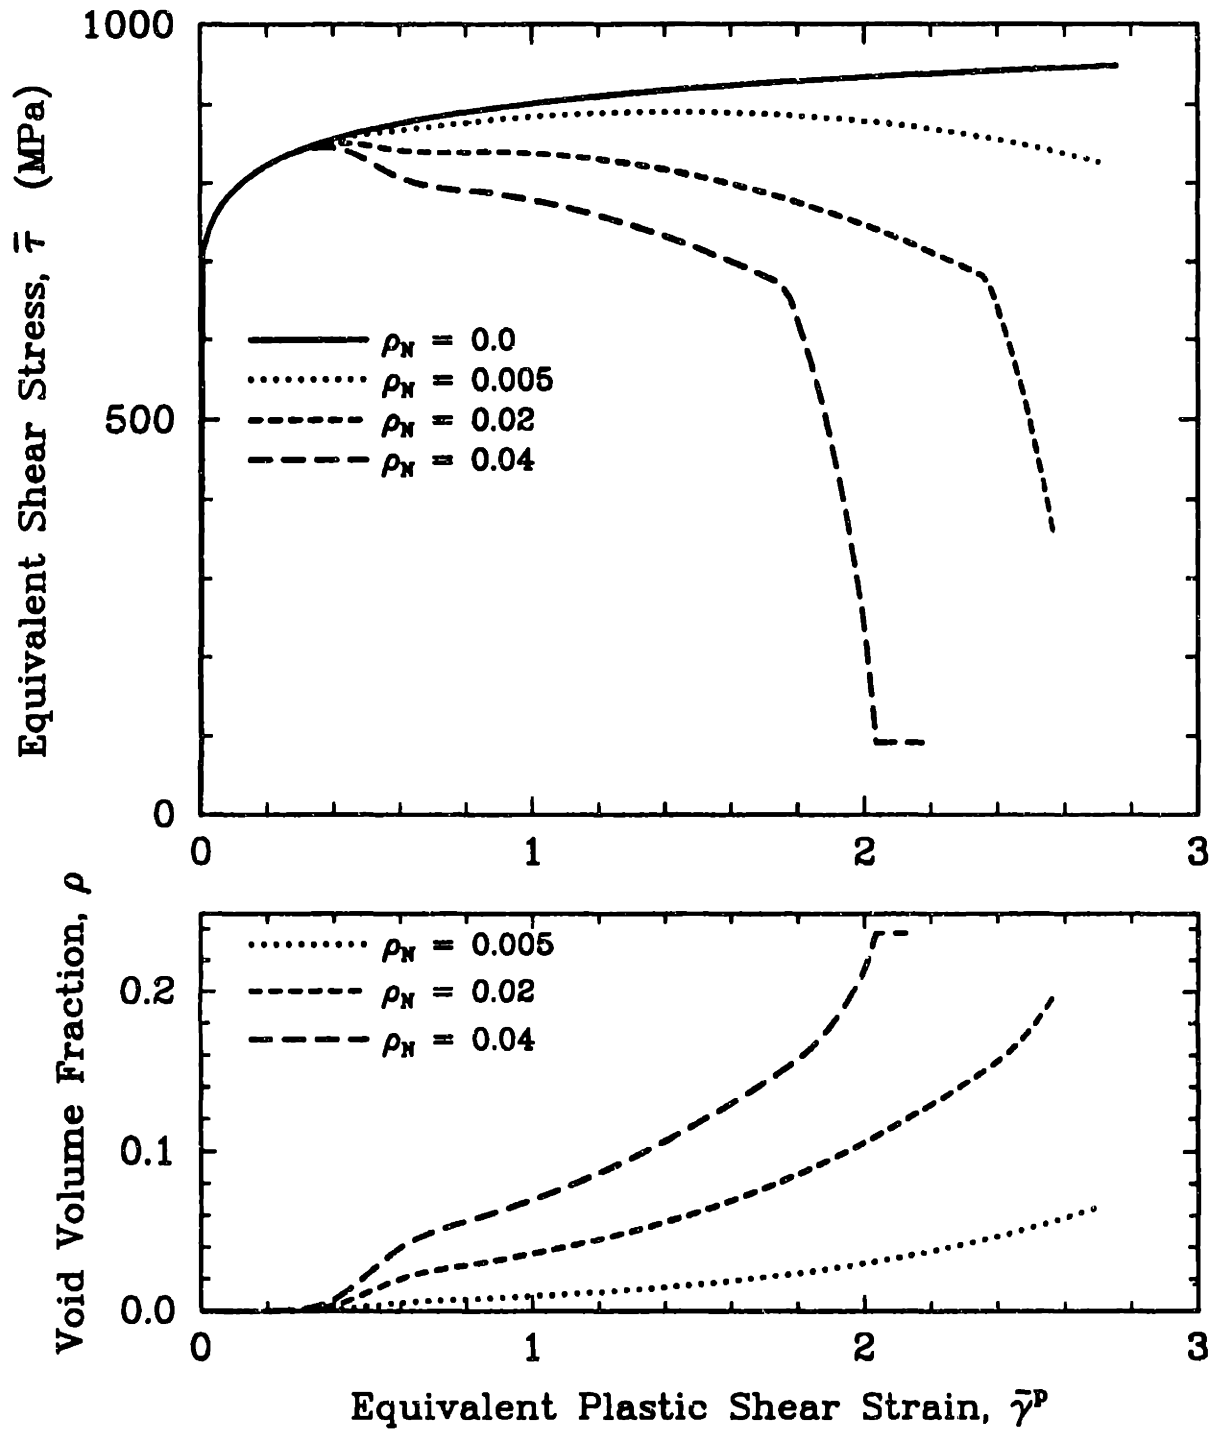 1000
500
0
Equivalent Shear Stress, τ̄ (MPa)
ρN = 0.0
ρN = 0.005
ρN = 0.02
ρN = 0.04
0 1 2 3
0.2
0.1
0.0
Void Volume Fraction, ρ
ρN = 0.005
ρN = 0.02
ρN = 0.04
0 1 2 3
Equivalent Plastic Shear Strain, γ̃ᵖ